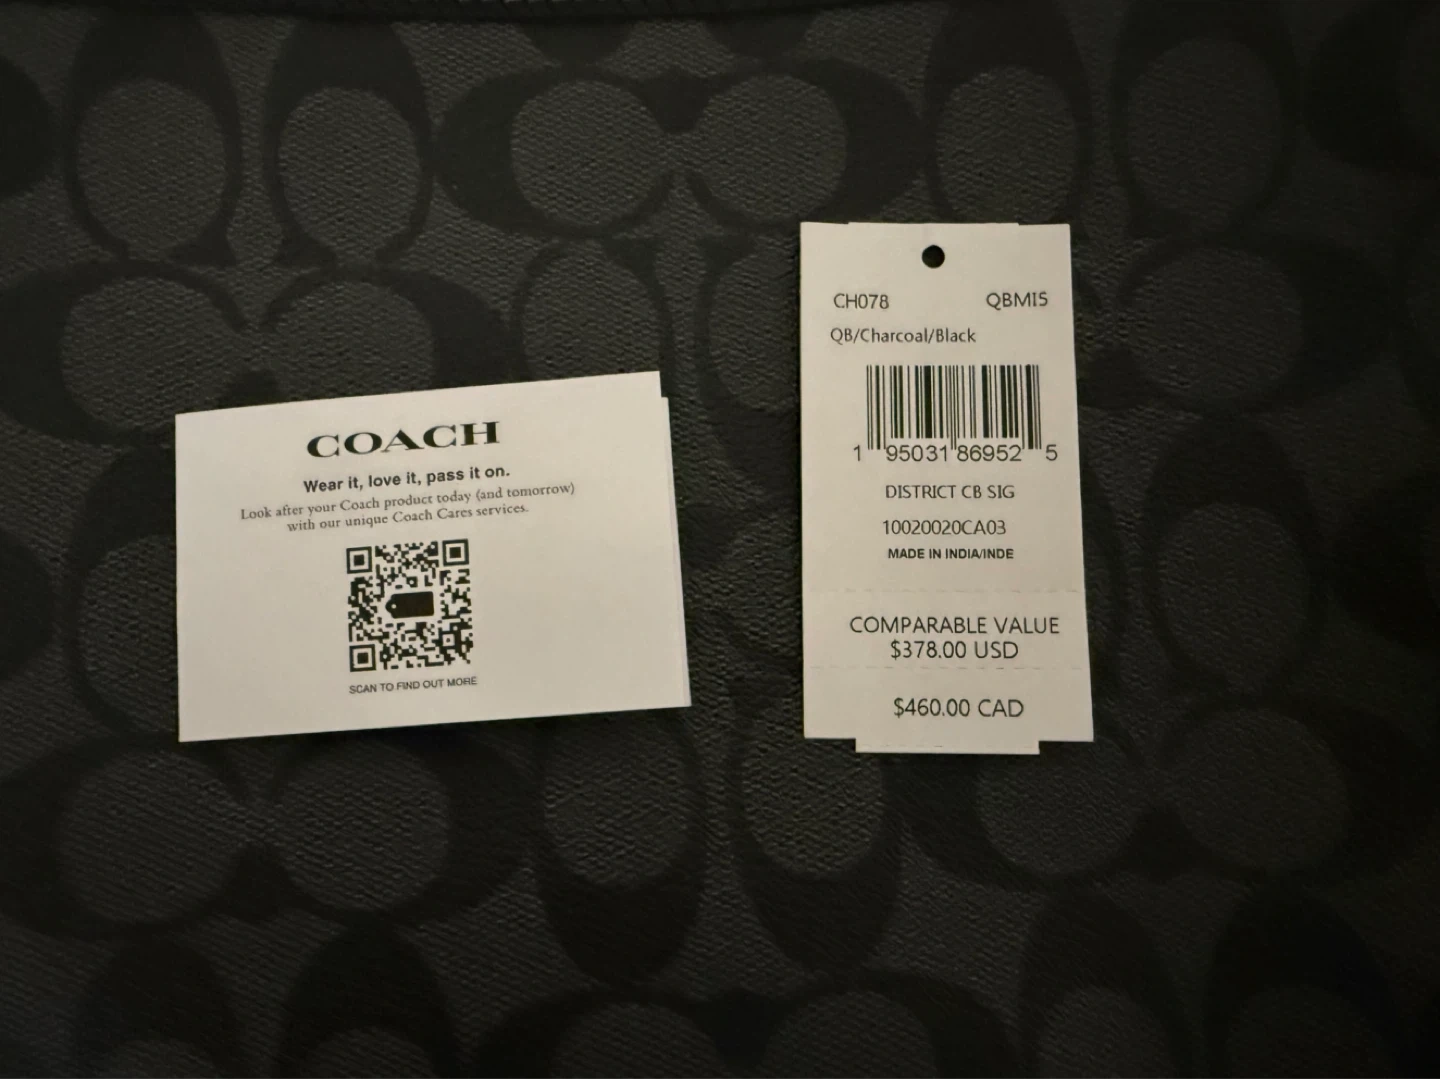 COACH
Wear it, love it, pass it on.
Look after your Coach product today (and tomorrow)
with our unique Coach Cares services.
SCAN TO FIND OUT MORE
CH078 QBMI5
QB/Charcoal/Black
1 95031 86952 5
DISTRICT CB SIG
10020020CA03
MADE IN INDIA/INDE
COMPARABLE VALUE
$378.00 USD
$460.00 CAD